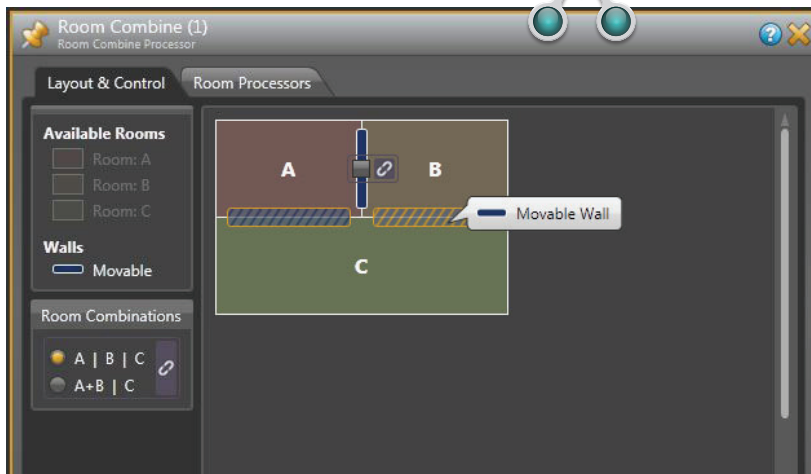 Room Combine (1)
Room Combine Processor
Layout & Control
Room Processors
Available Rooms
Room: A
Room: B
Room: C
Walls
Movable
Room Combinations
A | B | C
A+B | C
A
B
Movable Wall
C